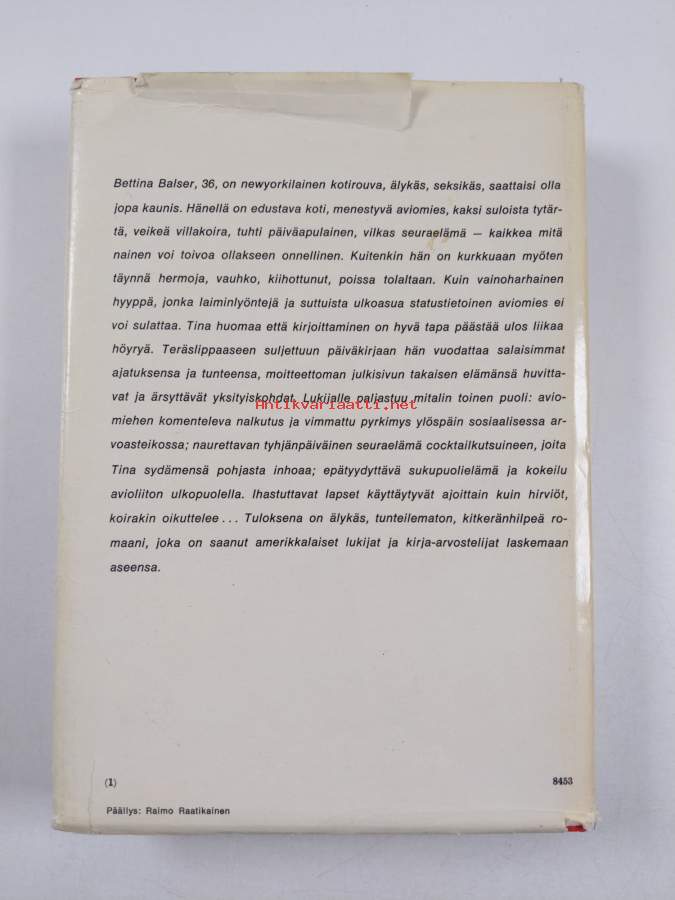 Bettina Balser, 36, on newyorkilainen kotirouva, älykäs, seksikäs, saattaisi olla
jopa kaunis. Hänellä on edustava koti, menestyvä aviomies, kaksi suloista tytär-
tä, veikeä villakoira, tuhti päiväapulainen, vilkas seuraelämä — kaikkea mitä
nainen voi toivoa ollakseen onnellinen. Kuitenkin hän on kurkkuaan myöten
täynnä hermoja, vauhko, kiihottunut, poissa tolaltaan. Kuin vainoharhainen
hyyppä, jonka laiminlyöntejä ja suttuista ulkoasua statustietoinen aviomies ei
voi sulattaa. Tina huomaa että kirjoittaminen on hyvä tapa päästää ulos liikaa
höyryä. Teräslippaaseen suljettuun päiväkirjaan hän vuodattaa salaisimmat
ajatuksensa ja tunteensa, moitteettoman julkisivun takaisen elämänsä huvitta-
vat ja ärsyttävät yksityiskohdat. Lukijalle paljastuu mitalin toinen puoli: avio-
Antikvariaatti.net
miehen komenteleva nalkutus ja vimmattu pyrkimys ylöspäin sosiaalisessa ar-
voasteikossa; naurettavan tyhjänpäiväinen seuraelämä cocktailkutsuineen, joita
Tina sydämensä pohjasta inhoaa; epätyydyttävä sukupuolielämä ja kokeilu
avioliiton ulkopuolella. Ihastuttavat lapset käyttäytyvät ajoittain kuin hirviöt,
koirakin oikuttelee... Tuloksena on älykäs, tunteilematon, kitkeränhilpeä ro-
maani, joka on saanut amerikkalaiset lukijat ja kirja-arvostelijat laskemaan
aseensa.
(1)
8453
Päällys: Raimo Raatikainen